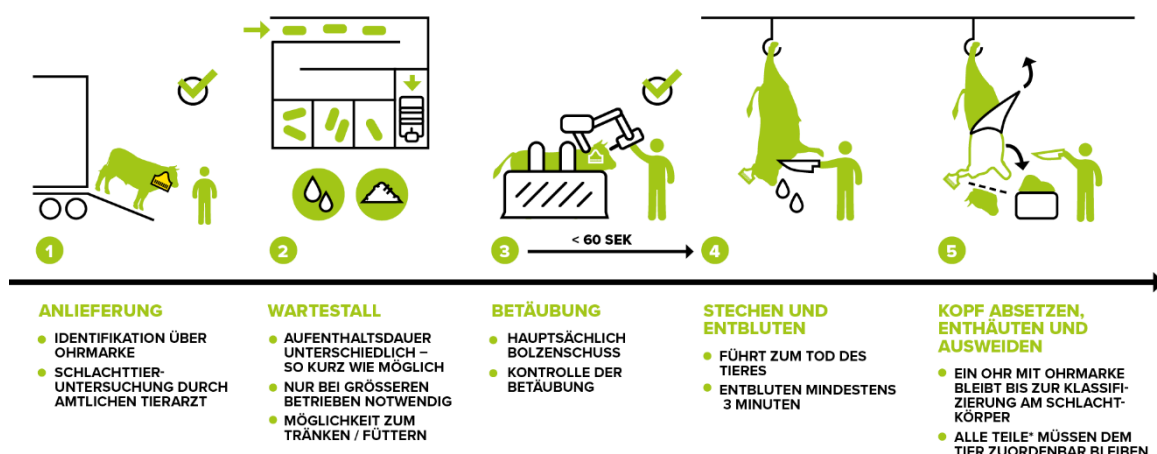 1
2
3
< 60 SEK
4
5
ANLIEFERUNG
IDENTIFIKATION ÜBER
OHRMARKE
SCHLACHTTIER-
UNTERSUCHUNG DURCH
AMTLICHEN TIERARZT
WARTESTALL
AUFENTHALTSDAUER
UNTERSCHIEDLICH –
SO KURZ WIE MÖGLICH
NUR BEI GRÖSSEREN
BETRIEBEN NOTWENDIG
MÖGLICHKEIT ZUM
TRÄNKEN / FÜTTERN
BETÄUBUNG
HAUPTSÄCHLICH
BOLZENSCHUSS
KONTROLLE DER
BETÄUBUNG
STECHEN UND
ENTBLUTEN
FÜHRT ZUM TOD DES
TIERES
ENTBLUTEN MINDESTENS
3 MINUTEN
KOPF ABSETZEN,
ENTHÄUTEN UND
AUSWEIDEN
EIN OHR MIT OHRMARKE
BLEIBT BIS ZUR KLASSIFI-
ZIERUNG AM SCHLACHT-
KÖRPER
ALLE TEILE* MÜSSEN DEM
TIER ZUORDENBAR BLEIBEN